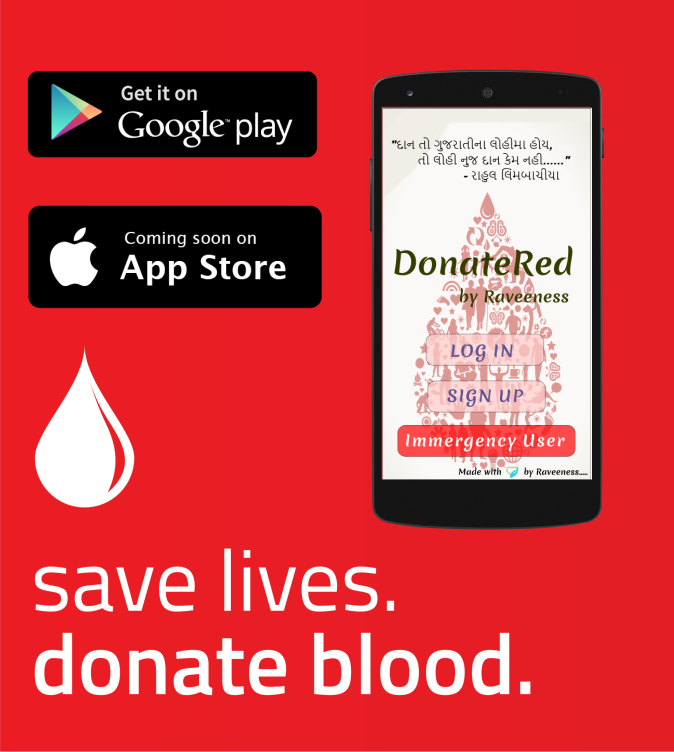 Get it on
Google play
Coming soon on
App Store
"દાન તો ગુજરાતીના લોહીમા હોય,
તો લોહી નુજ દાન કેમ નહી......"
- રાહુલ લિંમબાચીયા
DonateRed
by Raveeness
LOG IN
SIGN UP
Immergency User
Made with by Raveeness....
save lives.
donate blood.